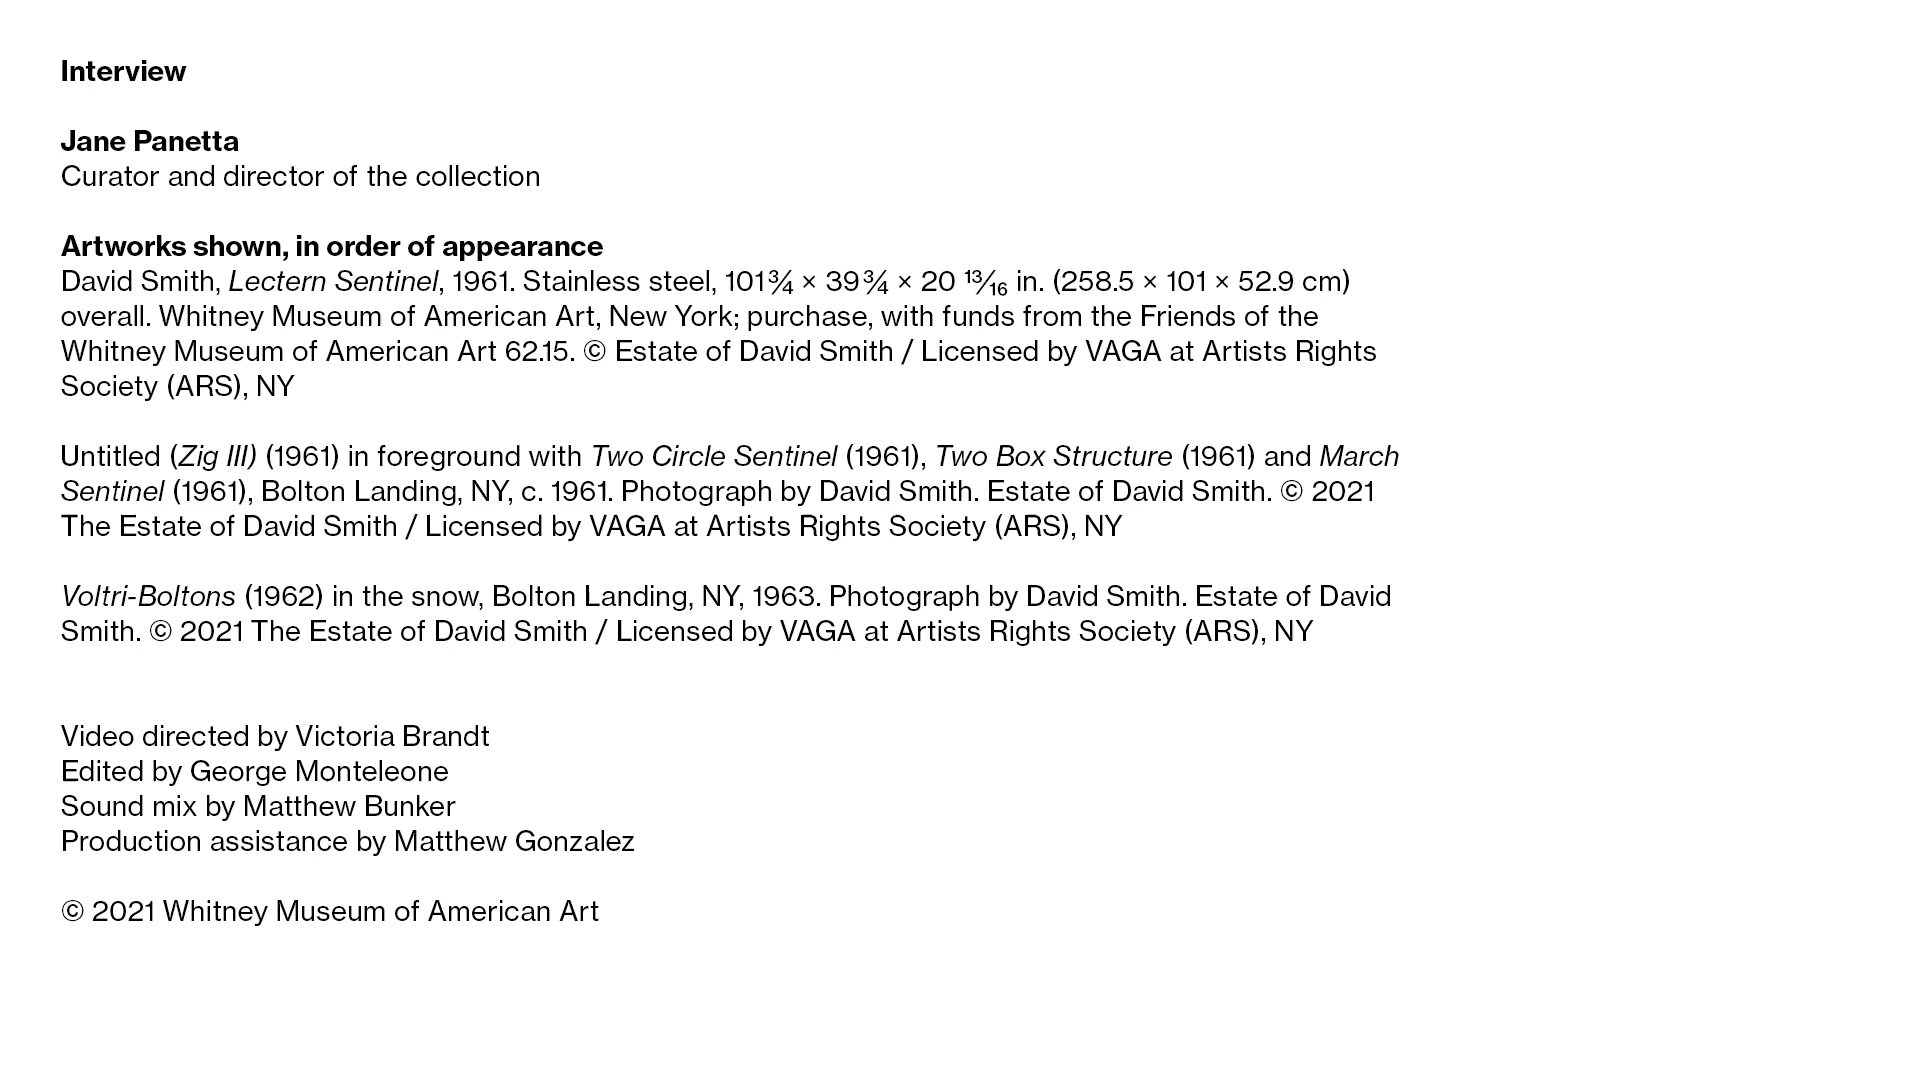 Interview
Jane Panetta
Curator and director of the collection
Artworks shown, in order of appearance
David Smith, Lectern Sentinel, 1961. Stainless steel, 101¾ × 39¾ × 20 ¹³⁄₁₆ in. (258.5 × 101 × 52.9 cm)
overall. Whitney Museum of American Art, New York; purchase, with funds from the Friends of the
Whitney Museum of American Art 62.15. © Estate of David Smith / Licensed by VAGA at Artists Rights
Society (ARS), NY
Untitled (Zig III) (1961) in foreground with Two Circle Sentinel (1961), Two Box Structure (1961) and March
Sentinel (1961), Bolton Landing, NY, c. 1961. Photograph by David Smith. Estate of David Smith. © 2021
The Estate of David Smith / Licensed by VAGA at Artists Rights Society (ARS), NY
Voltri-Boltons (1962) in the snow, Bolton Landing, NY, 1963. Photograph by David Smith. Estate of David
Smith. © 2021 The Estate of David Smith / Licensed by VAGA at Artists Rights Society (ARS), NY
Video directed by Victoria Brandt
Edited by George Monteleone
Sound mix by Matthew Bunker
Production assistance by Matthew Gonzalez
© 2021 Whitney Museum of American Art